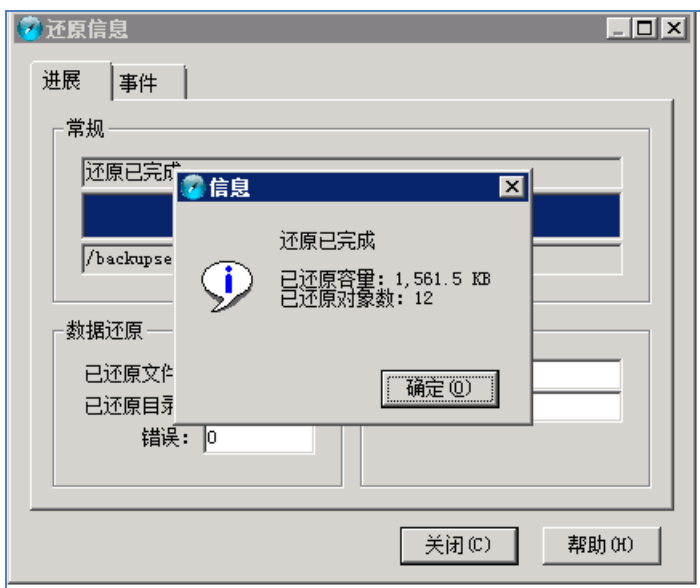 还原信息
进展
事件
常规
还原已完成
/backupse
信息
还原已完成
已还原容量: 1,561.5 KB
已还原对象数: 12
确定(O)
数据还原
已还原文件
已还原目录
错误: 0
关闭(C)
帮助(H)